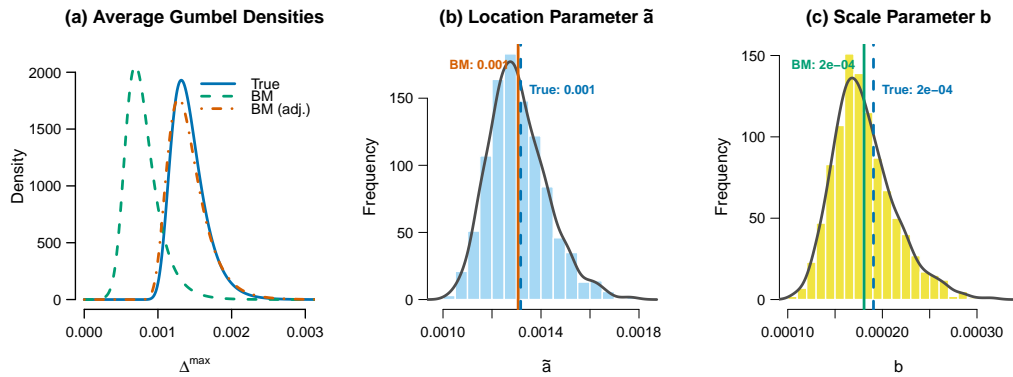 (a) Average Gumbel Densities
2000
1500
1000
500
0
Density
True
BM
BM (adj.)
0.000
0.001
0.002
0.003
Δmax
(b) Location Parameter ã
BM: 0.001
True: 0.001
150
100
50
0
Frequency
0.0010
0.0014
0.0018
ã
(c) Scale Parameter b
BM: 2e−04
True: 2e−04
150
100
50
0
Frequency
0.00010
0.00020
0.00030
b